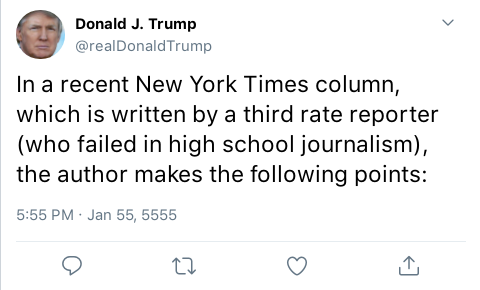 Donald J. Trump
@realDonaldTrump
In a recent New York Times column,
which is written by a third rate reporter
(who failed in high school journalism),
the author makes the following points:
5:55 PM · Jan 55, 5555